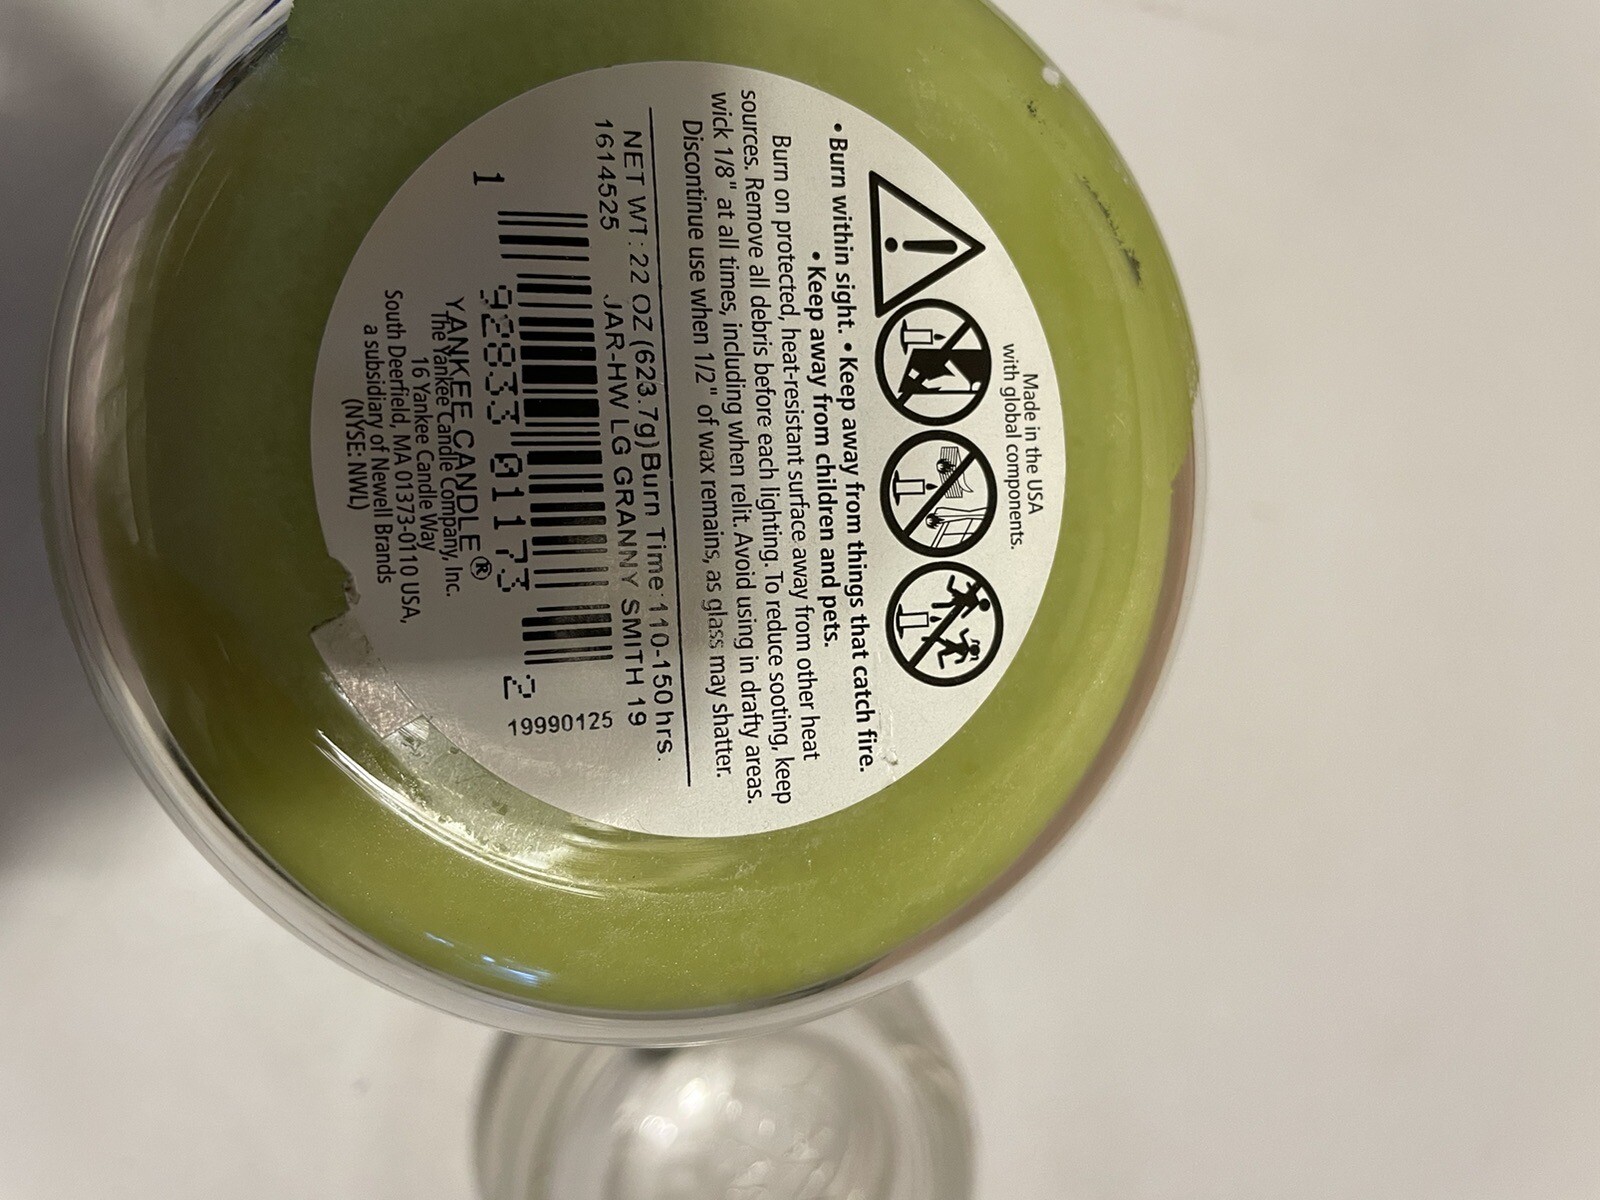 Made in the USA
with global components.
• Burn within sight. • Keep away from things that catch fire.
• Keep away from children and pets.
Burn on protected, heat-resistant surface away from other heat
sources. Remove all debris before each lighting. To reduce sooting, keep
wick 1/8" at all times, including when relit. Avoid using in drafty areas.
Discontinue use when 1/2" of wax remains, as glass may shatter.
NET WT: 22 OZ (623.7g) Burn Time:110-150 hrs.
1614525 JAR-HW LG GRANNY SMITH 19
19990125
1 92833 01173 2
YANKEE CANDLE®
The Yankee Candle Company, Inc.
16 Yankee Candle Way
South Deerfield, MA 01373-0110 USA,
a subsidiary of Newell Brands
(NYSE: NWL)